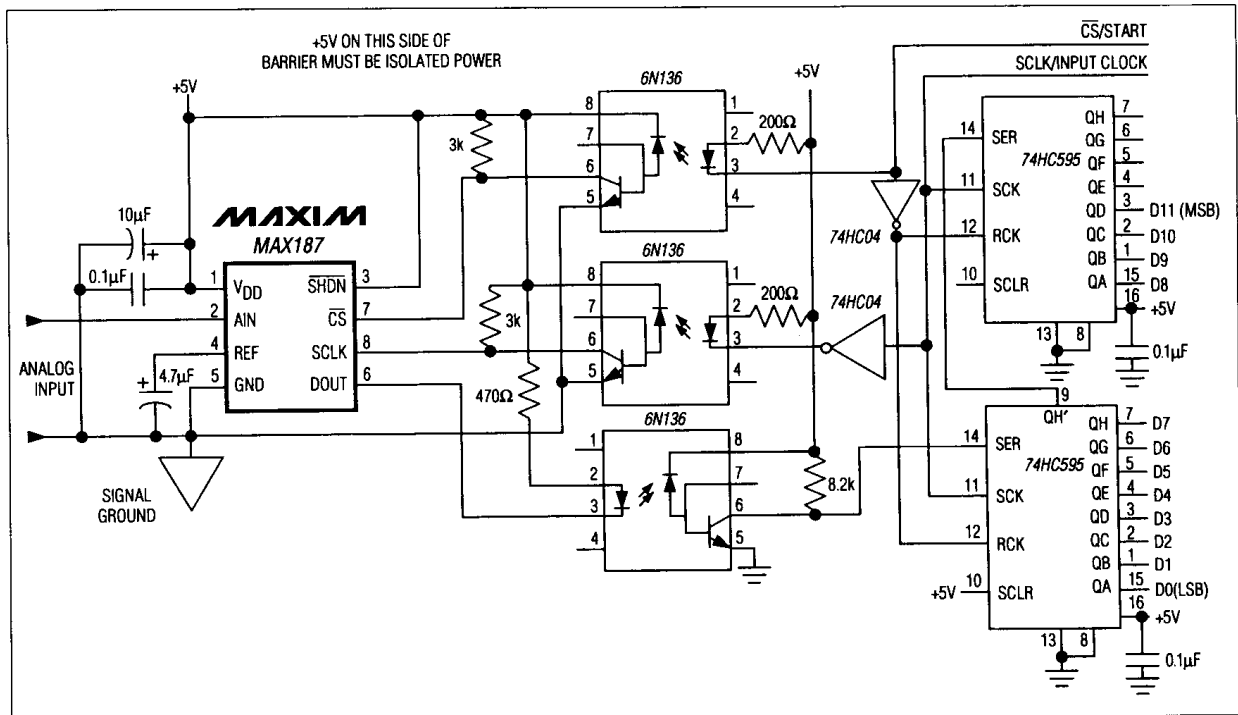 +5V ON THIS SIDE OF
BARRIER MUST BE ISOLATED POWER
+5V
3k
10µF
+
0.1µF
MAXIM
MAX187
1 VDD
2 AIN
4 REF
5 GND
SHDN 3
CS 7
SCLK 8
DOUT 6
ANALOG
INPUT
+
4.7µF
SIGNAL
GROUND
3k
470Ω
6N136
8
7
6
5
1
2
3
4
200Ω
+5V
6N136
8
7
6
5
1
2
3
4
200Ω
6N136
1
2
3
4
8
7
6
5
8.2k
74HC04
74HC04
CS/START
SCLK/INPUT CLOCK
14 SER
11 SCK
12 RCK
10 SCLR
74HC595
QH 7
QG 6
QF 5
QE 4
QD 3 D11 (MSB)
QC 2 D10
QB 1 D9
QA 15 D8
16
+5V
13 8
0.1µF
9
QH'
14 SER
11 SCK
12 RCK
+5V 10 SCLR
74HC595
QH 7 D7
QG 6 D6
QF 5 D5
QE 4 D4
QD 3 D3
QC 2 D2
QB 1 D1
QA 15 D0(LSB)
16
+5V
13 8
0.1µF